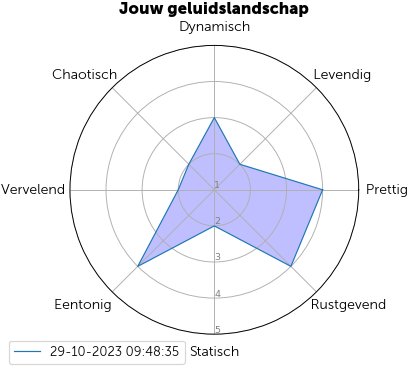 Jouw geluidslandschap
Dynamisch
Chaotisch
Levendig
Vervelend
1
Prettig
2
3
Eentonig
4
Rustgevend
5
29-10-2023 09:48:35
Statisch